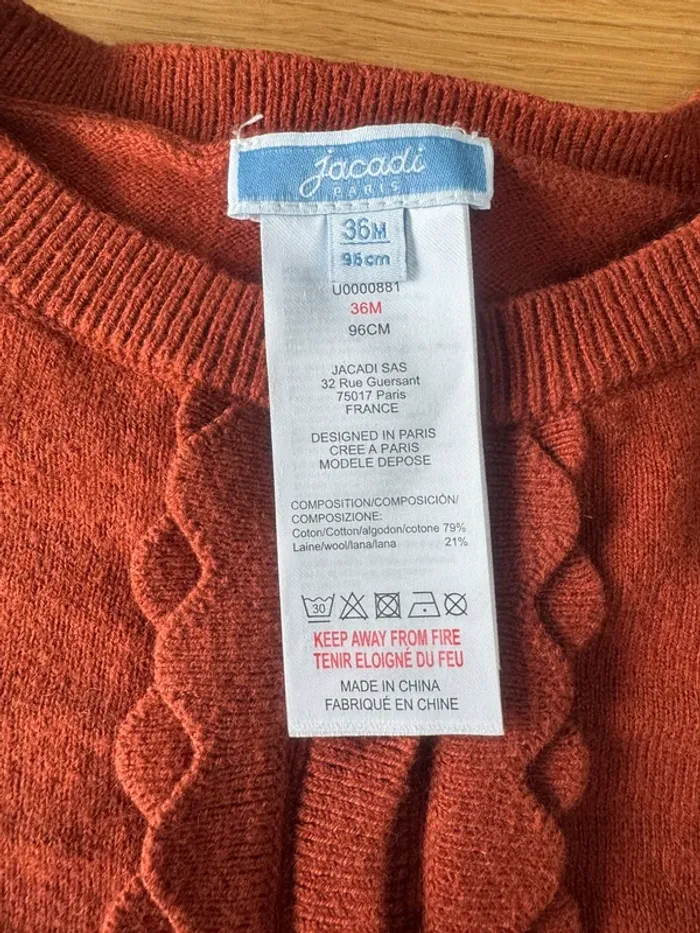 jacadi
PARIS
36M
96cm
U0000881
36M
96CM
JACADI SAS
32 Rue Guersant
75017 Paris
FRANCE
DESIGNED IN PARIS
CREE A PARIS
MODELE DEPOSE
COMPOSITION/COMPOSICIÓN/
COMPOSIZIONE:
Coton/Cotton/algodon/cotone 79%
Laine/wool/lana/lana 21%
30
KEEP AWAY FROM FIRE
TENIR ELOIGNÉ DU FEU
MADE IN CHINA
FABRIQUÉ EN CHINE